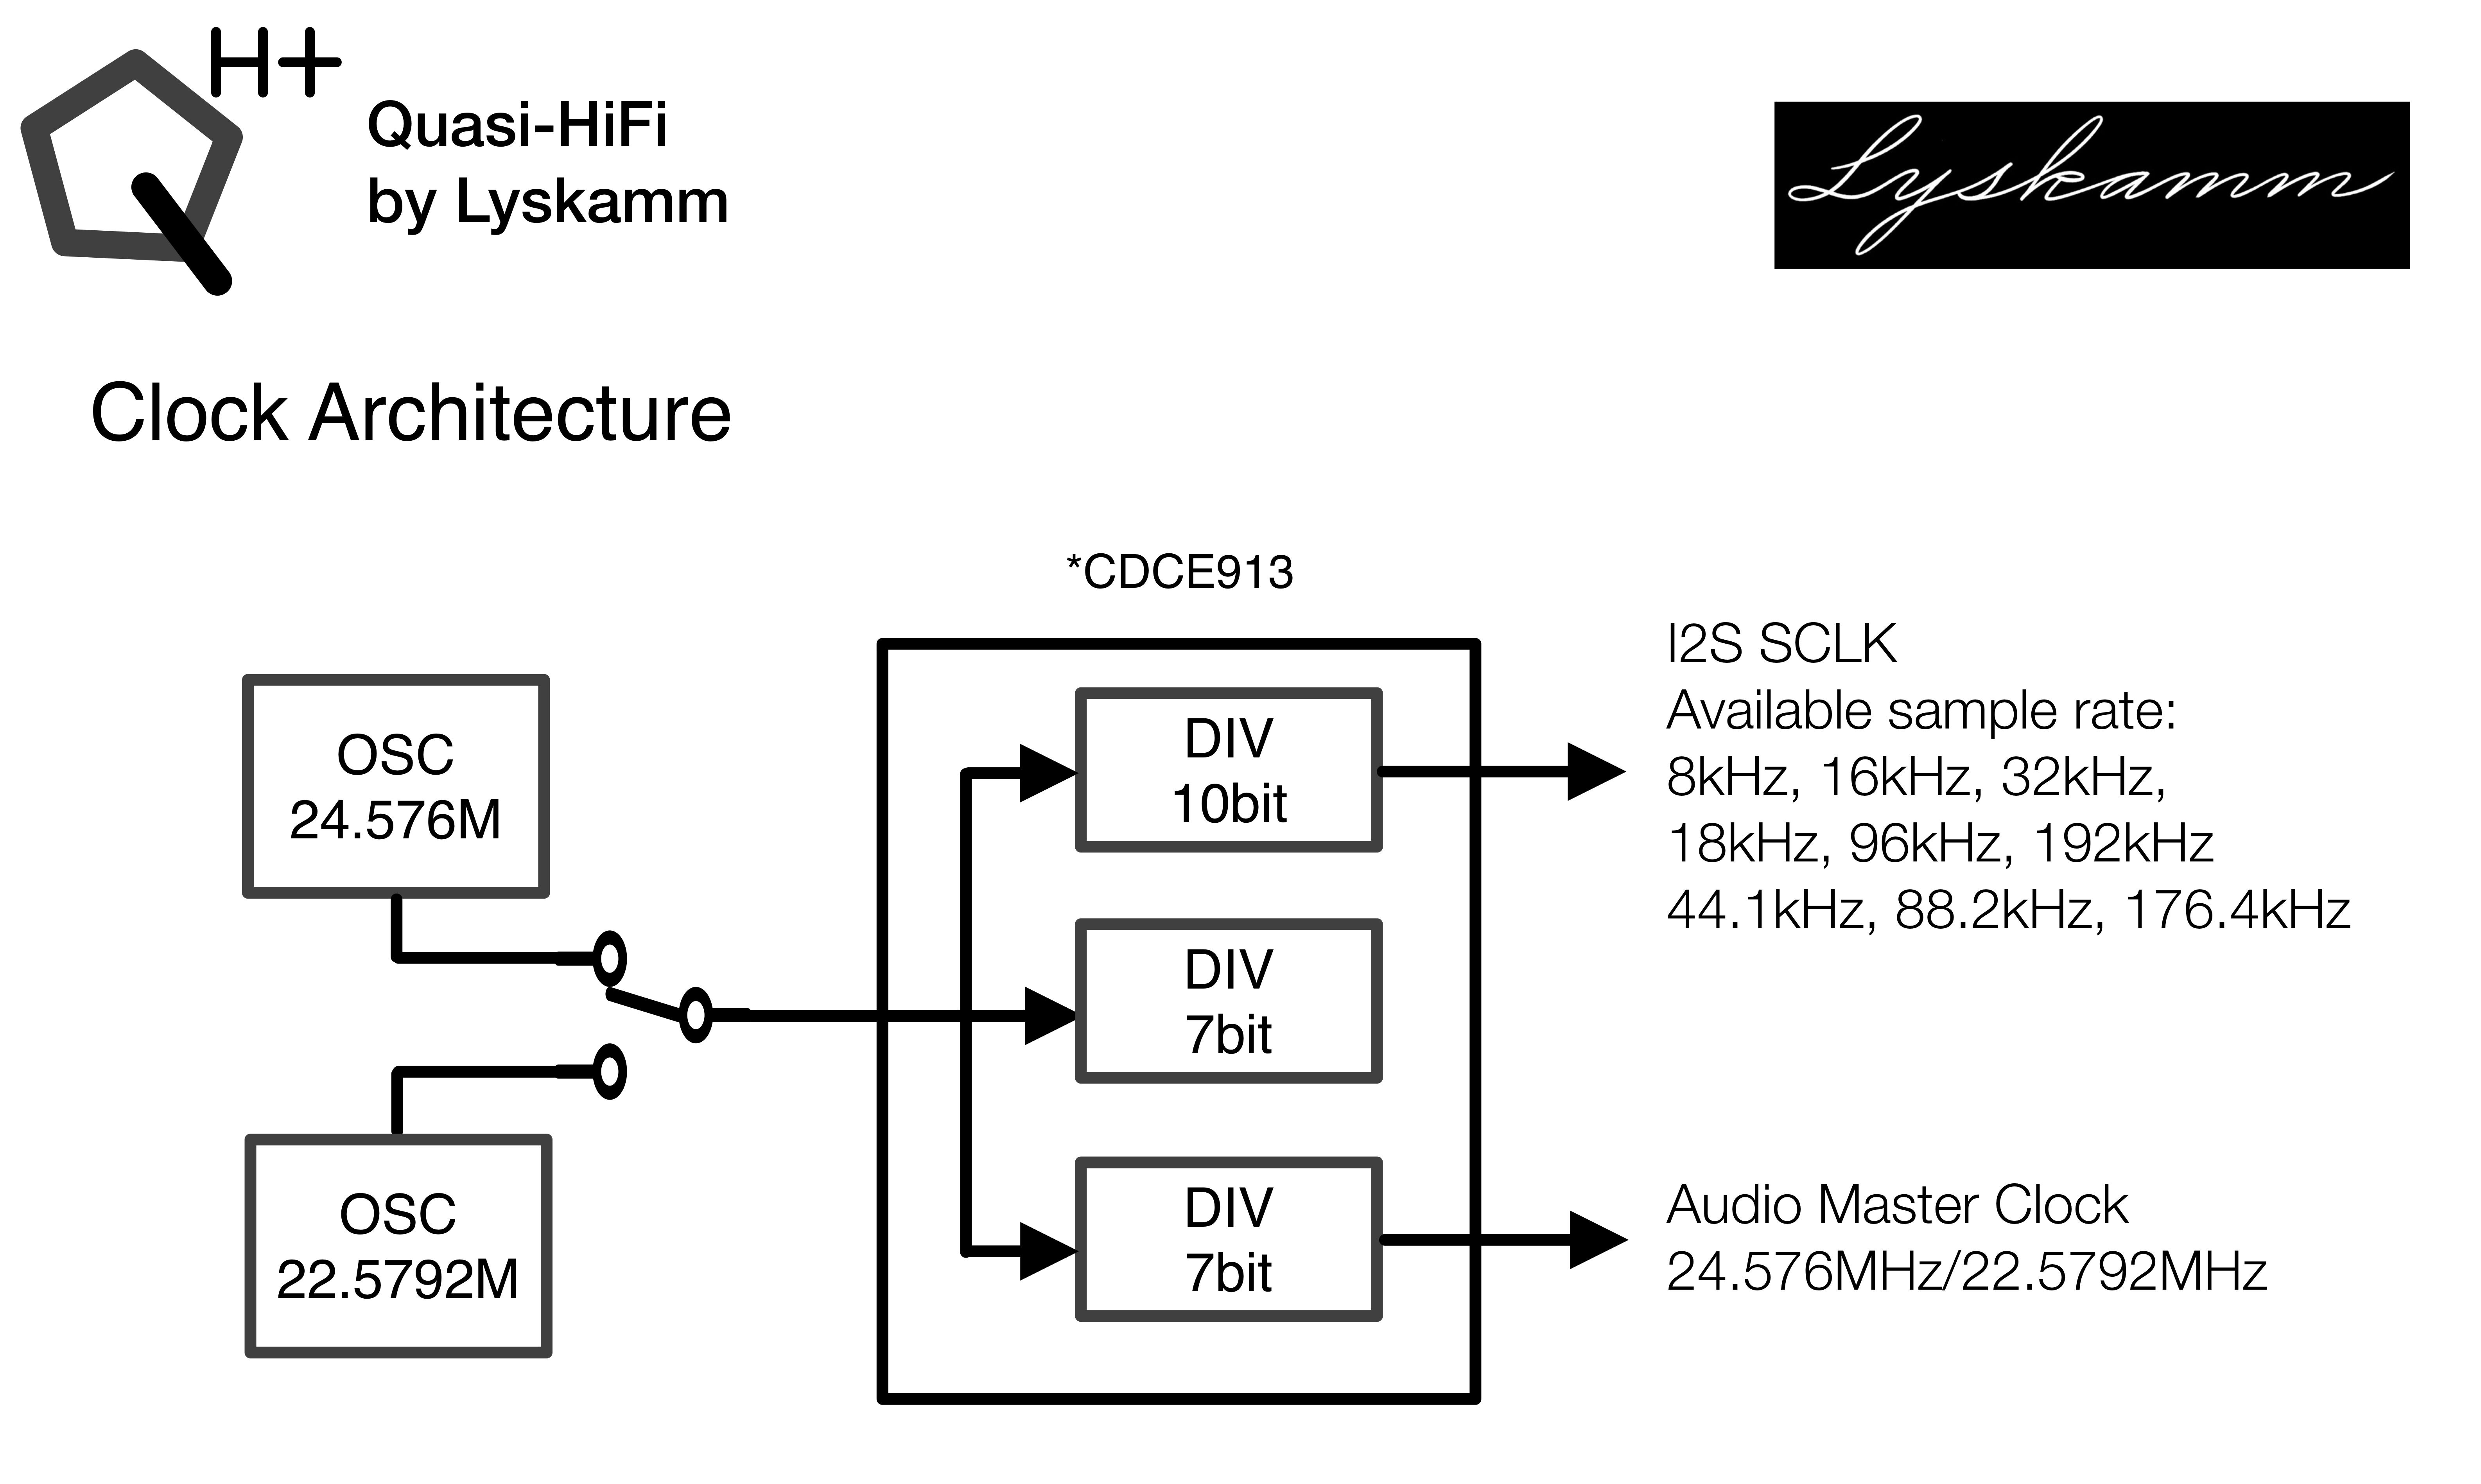 H+
Quasi-HiFi
by Lyskamm
Lyskamm
Clock Architecture
*CDCE913
OSC
24.576M
OSC
22.5792M
DIV
10bit
DIV
7bit
DIV
7bit
I2S SCLK
Available sample rate:
8kHz, 16kHz, 32kHz,
18kHz, 96kHz, 192kHz
44.1kHz, 88.2kHz, 176.4kHz
Audio Master Clock
24.576MHz/22.5792MHz